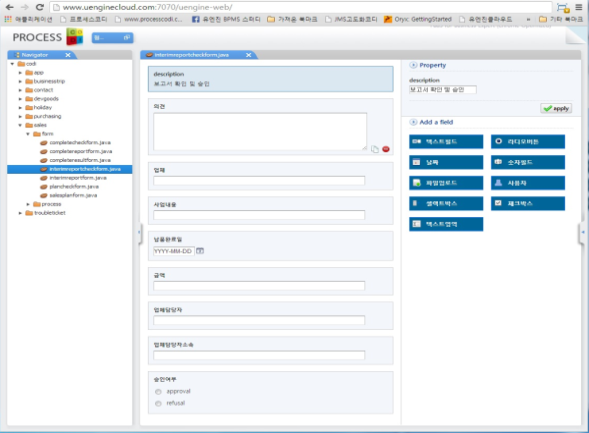 www.uenginecloud.com:7070/uengine-web/
애플리케이션
프로세스코디
www.processcodi.c...
유엔진 BPMS 스터디
가져온 북마크
JMS고도화코디
Oryx: GettingStarted
유엔진클라우드
»
기타 북마크
PROCESS
Navigator
codi
app
bussinesstrip
contact
devgoods
holiday
purchasing
sales
form
completecheckform.java
completereportform.java
completeresultform.java
interimreportcheckform.java
interimreportform.java
plancheckform.java
salesplanform.java
process
troubleticket
interimreportcheckform.java
description
보고서 확인 및 승인
의견
업체
사업내용
납품완료일
YYYY-MM-DD
금액
업체담당자
업체담당자소속
승인여부
approval
refusal
Property
description
보고서 확인 및 승인
apply
Add a field
텍스트필드
라디오버튼
날짜
숫자필드
파일업로드
사용자
셀렉트박스
체크박스
텍스트영역